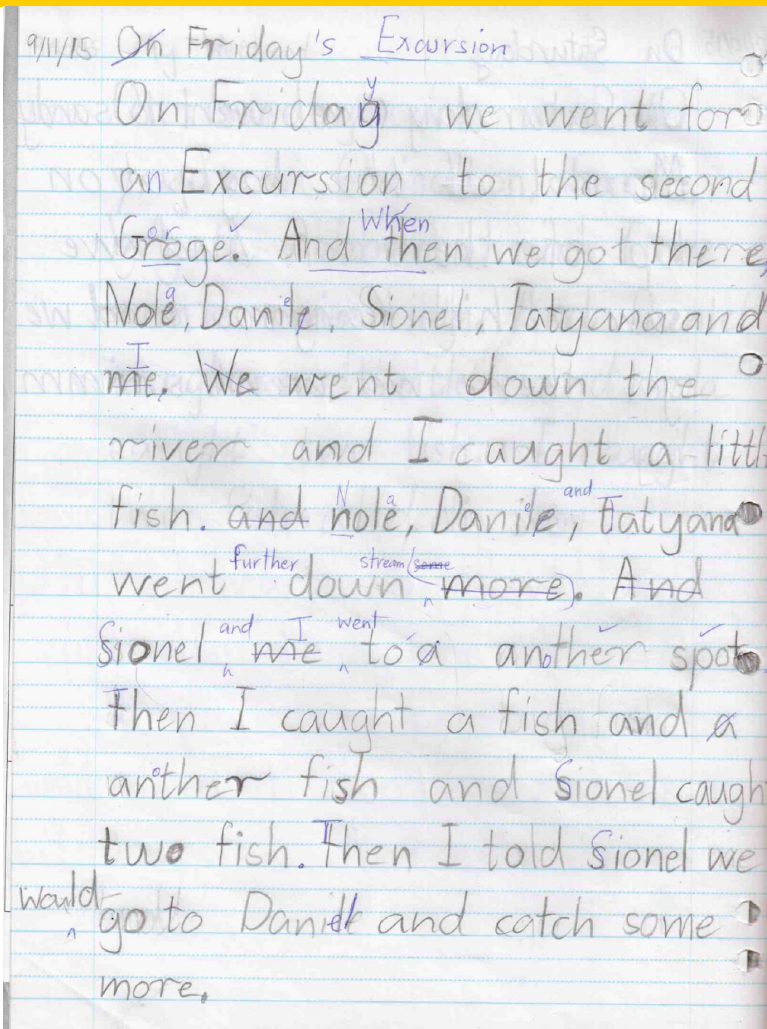 9/11/15 On Friday's Excursion
y
On Fridag we went for
an Excursion to the second
or When
Groge. And then we got there,
a e
Nole, Danile, Sionel, Tatyana and
I
me. We went down the
river and I caught a littl
N a and
fish. and nole, Danile, Tatyana
further stream some
went down more. And
and I went
Sionel me to a another spot.
Then I caught a fish and a
o
anther fish and Sionel caugh
two fish. Then I told Sionel we
would go to Daniel and catch some
more.